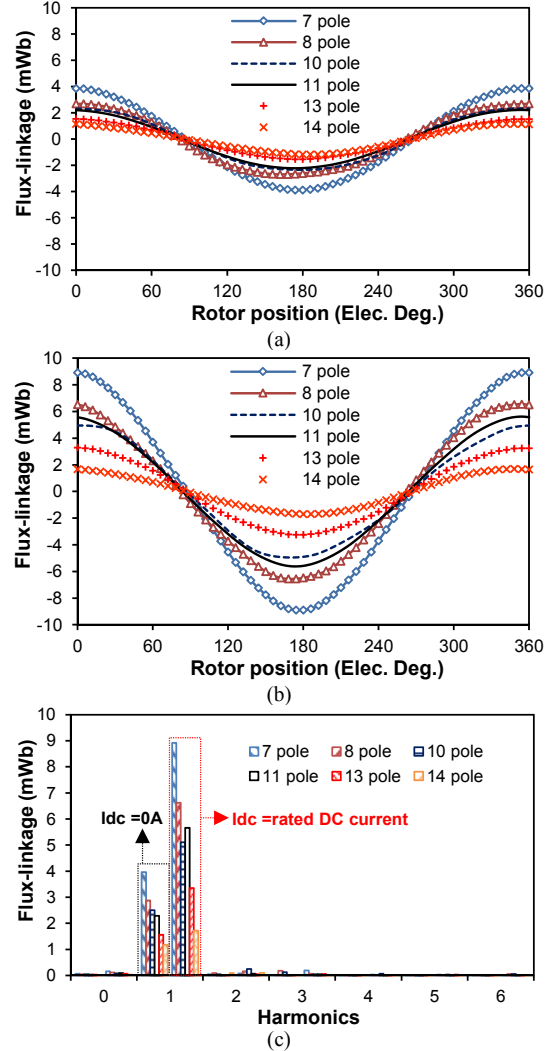 10
8
6
4
2
0
-2
-4
-6
-8
-10
Flux-linkage (mWb)
7 pole
8 pole
10 pole
11 pole
13 pole
14 pole
0 60 120 180 240 300 360
Rotor position (Elec. Deg.)
(a)
10
8
6
4
2
0
-2
-4
-6
-8
-10
Flux-linkage (mWb)
7 pole
8 pole
10 pole
11 pole
13 pole
14 pole
0 60 120 180 240 300 360
Rotor position (Elec. Deg.)
(b)
10
9
8
7
6
5
4
3
2
1
0
Flux-linkage (mWb)
7 pole 8 pole 10 pole
11 pole 13 pole 14 pole
Idc =0A
Idc =rated DC current
0 1 2 3 4 5 6
Harmonics
(c)